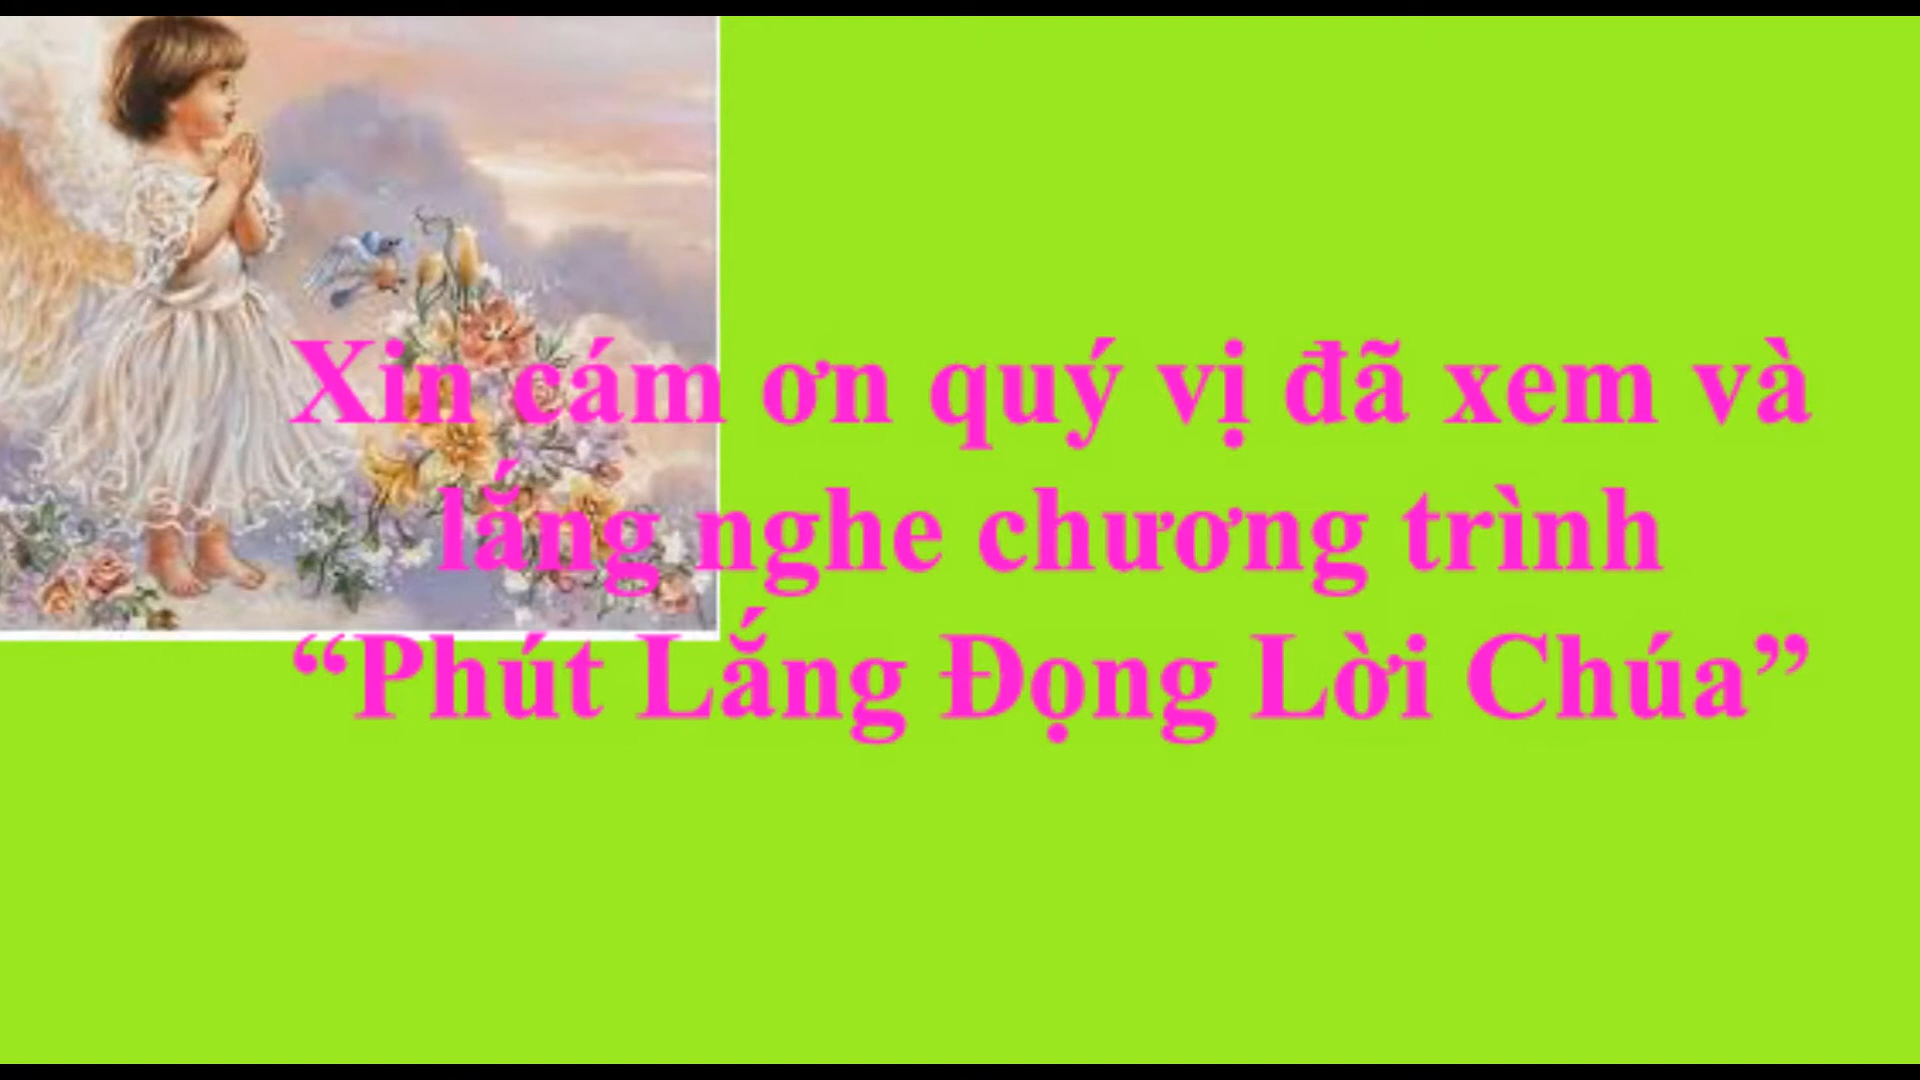 Xin cám ơn quý vị đã xem và
lắng nghe chương trình
“Phút Lắng Đọng Lời Chúa”